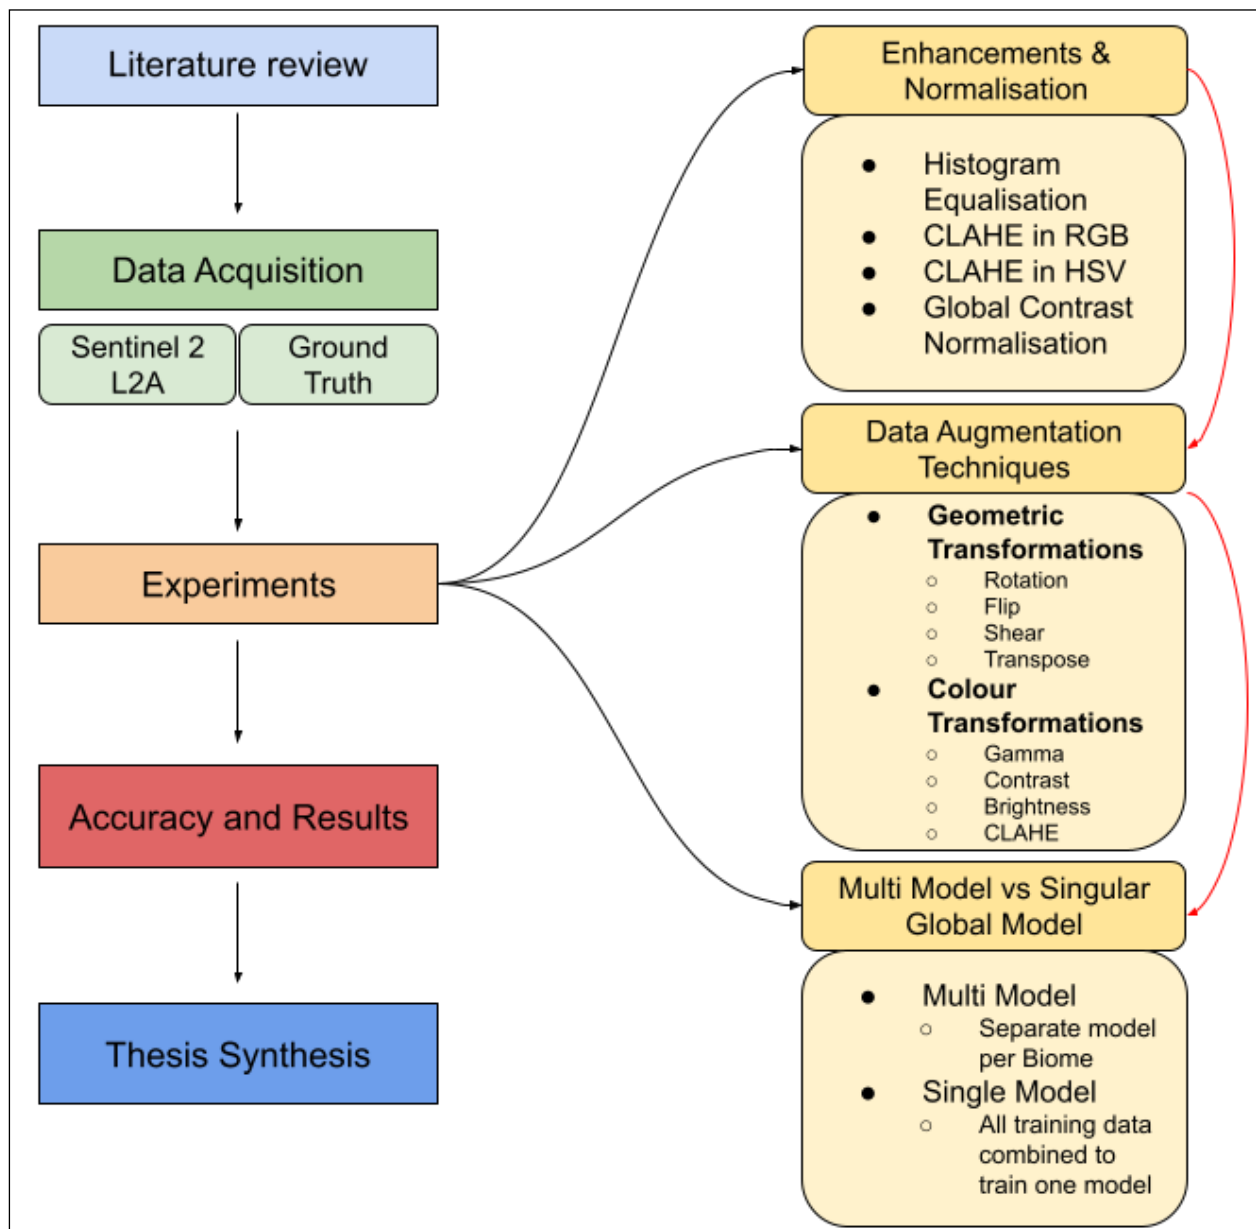 Literature review
Data Acquisition
Sentinel 2
L2A
Ground
Truth
Experiments
Accuracy and Results
Thesis Synthesis
Enhancements &
Normalisation
● Histogram
Equalisation
● CLAHE in RGB
● CLAHE in HSV
● Global Contrast
Normalisation
Data Augmentation
Techniques
● Geometric
Transformations
○ Rotation
○ Flip
○ Shear
○ Transpose
● Colour
Transformations
○ Gamma
○ Contrast
○ Brightness
○ CLAHE
Multi Model vs Singular
Global Model
● Multi Model
○ Separate model
per Biome
● Single Model
○ All training data
combined to
train one model